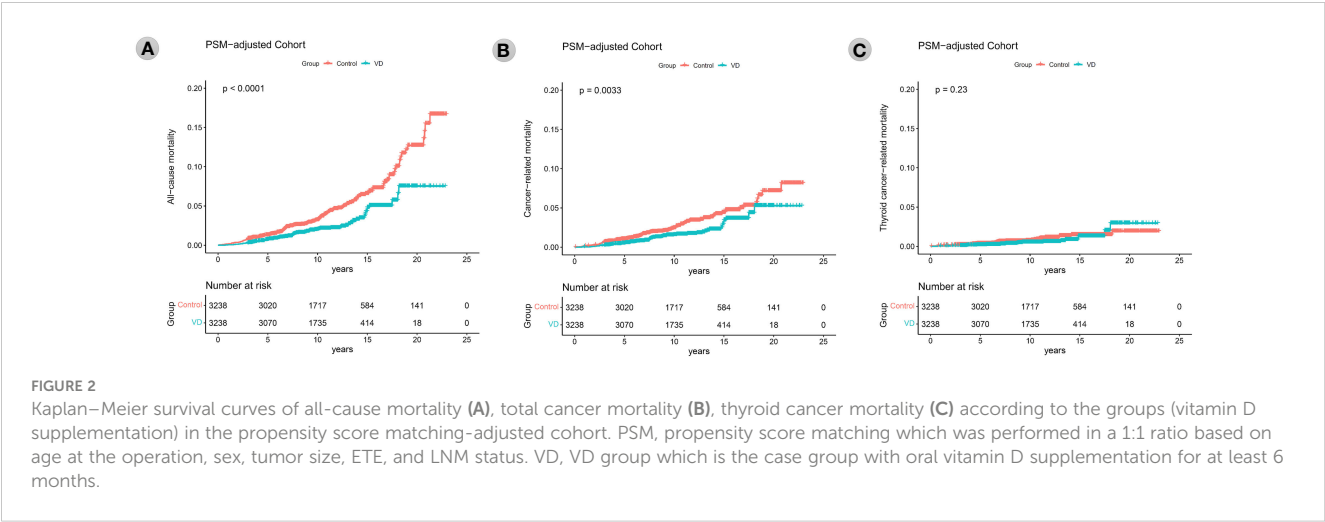 A
PSM-adjusted Cohort
Group Control VD
p < 0.0001
All-cause mortality
0.20
0.15
0.10
0.05
0.00
0 5 10 15 20 25
years
Number at risk
Group
Control 3238 3020 1717 584 141 0
VD 3238 3070 1735 414 18 0
0 5 10 15 20 25
years
B
PSM-adjusted Cohort
Group Control VD
p = 0.0033
Cancer-related mortality
0.20
0.15
0.10
0.05
0.00
0 5 10 15 20 25
years
Number at risk
Group
Control 3238 3020 1717 584 141 0
VD 3238 3070 1735 414 18 0
0 5 10 15 20 25
years
C
PSM-adjusted Cohort
Group Control VD
p = 0.23
Thyroid cancer-related mortality
0.20
0.15
0.10
0.05
0.00
0 5 10 15 20 25
years
Number at risk
Group
Control 3238 3020 1717 584 141 0
VD 3238 3070 1735 414 18 0
0 5 10 15 20 25
years
FIGURE 2
Kaplan–Meier survival curves of all-cause mortality (A), total cancer mortality (B), thyroid cancer mortality (C) according to the groups (vitamin D
supplementation) in the propensity score matching-adjusted cohort. PSM, propensity score matching which was performed in a 1:1 ratio based on
age at the operation, sex, tumor size, ETE, and LNM status. VD, VD group which is the case group with oral vitamin D supplementation for at least 6
months.